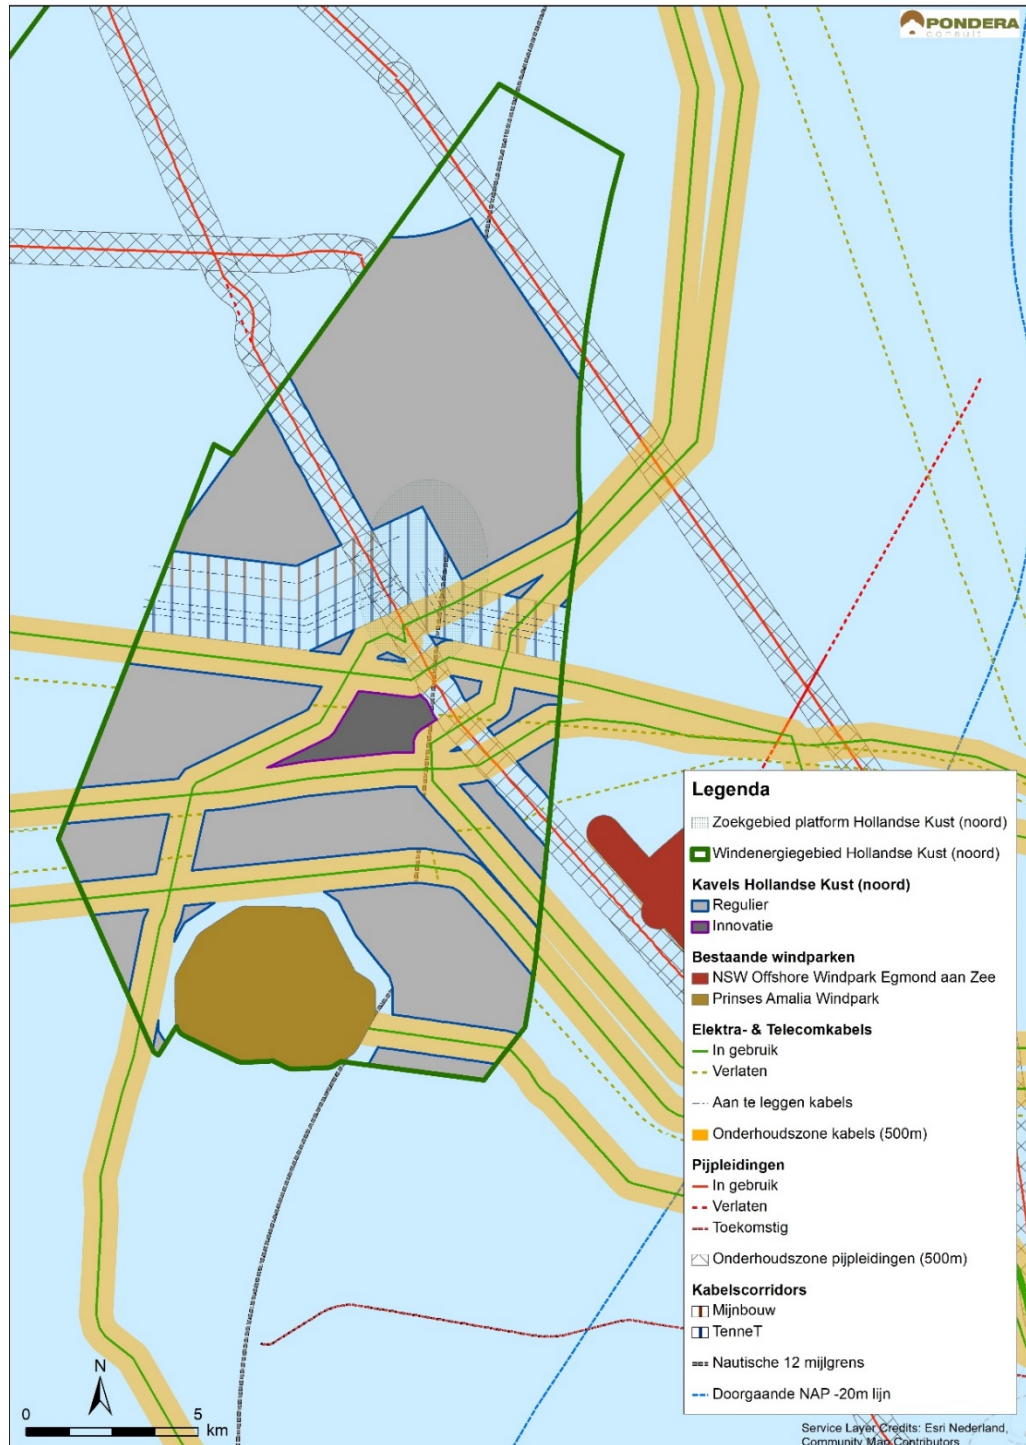 PONDERA
consult
Legenda
Zoekgebied platform Hollandse Kust (noord)
Windenergiegebied Hollandse Kust (noord)
Kavels Hollandse Kust (noord)
Regulier
Innovatie
Bestaande windparken
NSW Offshore Windpark Egmond aan Zee
Prinses Amalia Windpark
Elektra- & Telecomkabels
In gebruik
Verlaten
Aan te leggen kabels
Onderhoudszone kabels (500m)
Pijpleidingen
In gebruik
Verlaten
Toekomstig
Onderhoudszone pijpleidingen (500m)
Kabelscorridors
Mijnbouw
TenneT
Nautische 12 mijlgrens
Doorgaande NAP -20m lijn
N
0 5
km
Service Layer Credits: Esri Nederland,
Community Map Contributors